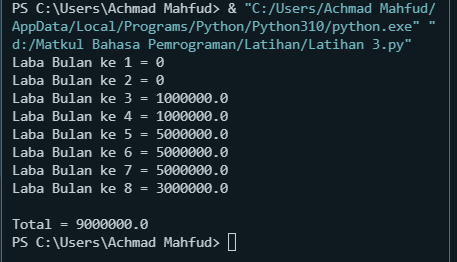 PS C:\Users\Achmad Mahfud> & "C:/Users/Achmad Mahfud/
AppData/Local/Programs/Python/Python310/python.exe" "
d:/Matkul Bahasa Pemrograman/Latihan/Latihan 3.py"
Laba Bulan ke 1 = 0
Laba Bulan ke 2 = 0
Laba Bulan ke 3 = 1000000.0
Laba Bulan ke 4 = 1000000.0
Laba Bulan ke 5 = 5000000.0
Laba Bulan ke 6 = 5000000.0
Laba Bulan ke 7 = 5000000.0
Laba Bulan ke 8 = 3000000.0
Total = 9000000.0
PS C:\Users\Achmad Mahfud>